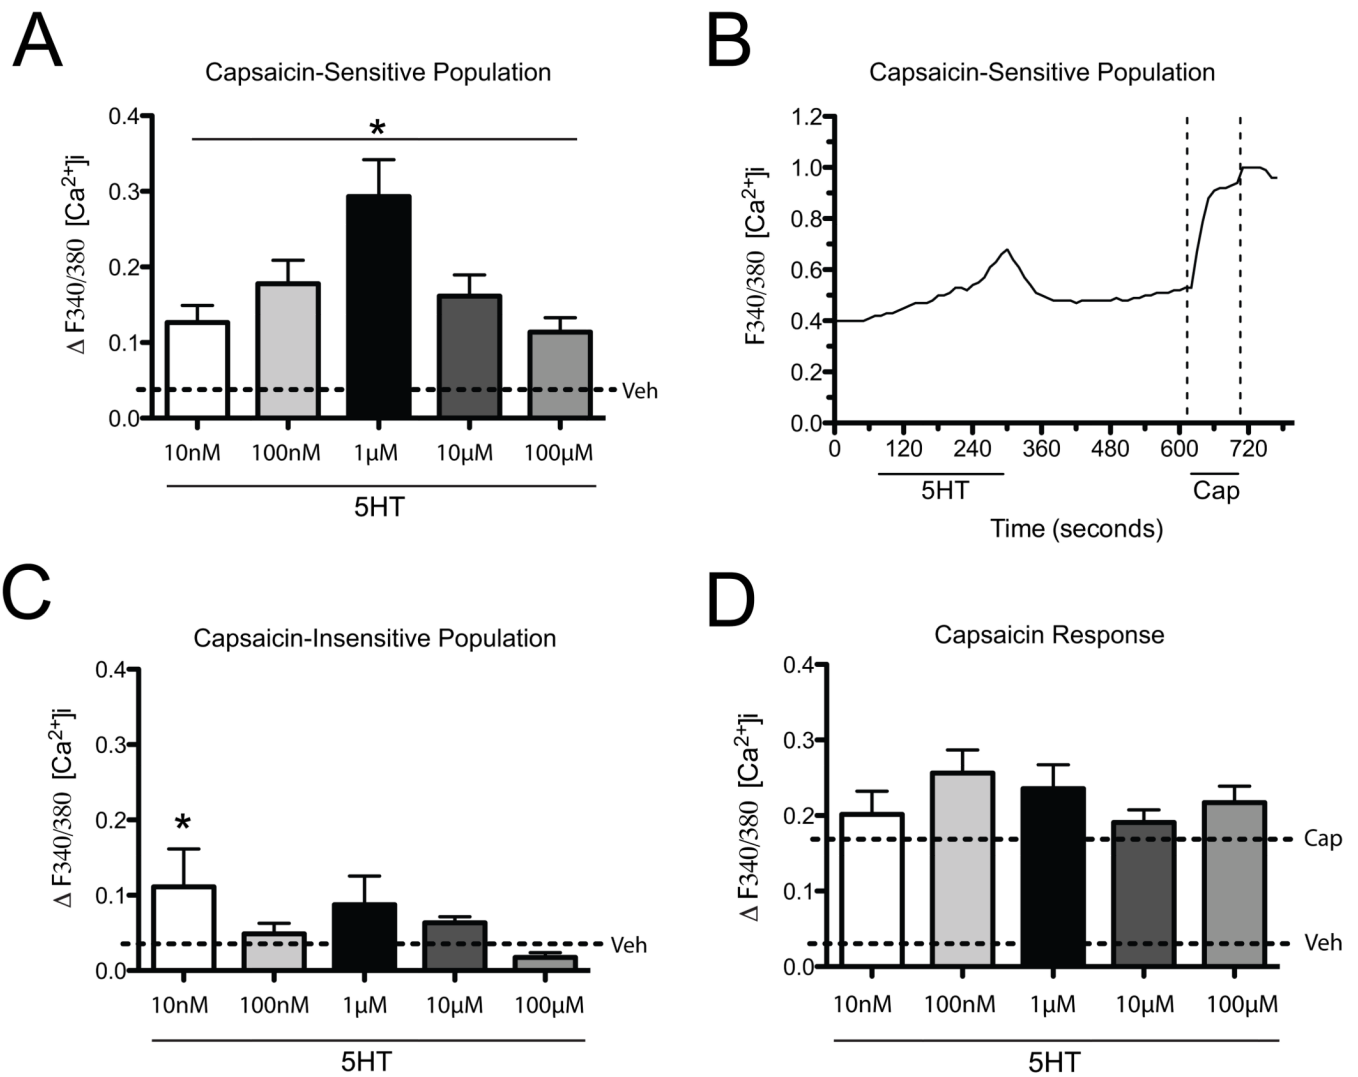 A
Capsaicin-Sensitive Population
0.4
0.3
0.2
0.1
0.0
Δ F340/380 [Ca²⁺]i
*
Veh
10nM 100nM 1µM 10µM 100µM
5HT
B
Capsaicin-Sensitive Population
1.2
1.0
0.8
0.6
0.4
0.2
0.0
F340/380 [Ca²⁺]i
0 120 240 360 480 600 720
5HT Cap
Time (seconds)
C
Capsaicin-Insensitive Population
0.4
0.3
0.2
0.1
0.0
Δ F340/380 [Ca²⁺]i
*
Veh
10nM 100nM 1µM 10µM 100µM
5HT
D
Capsaicin Response
0.4
0.3
0.2
0.1
0.0
Δ F340/380 [Ca²⁺]i
Cap
Veh
10nM 100nM 1µM 10µM 100µM
5HT